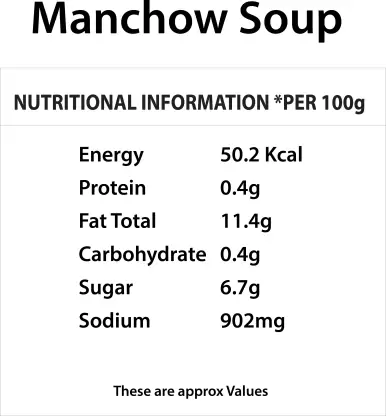 Manchow Soup
NUTRITIONAL INFORMATION *PER 100g
Energy 50.2 Kcal
Protein 0.4g
Fat Total 11.4g
Carbohydrate 0.4g
Sugar 6.7g
Sodium 902mg
These are approx Values